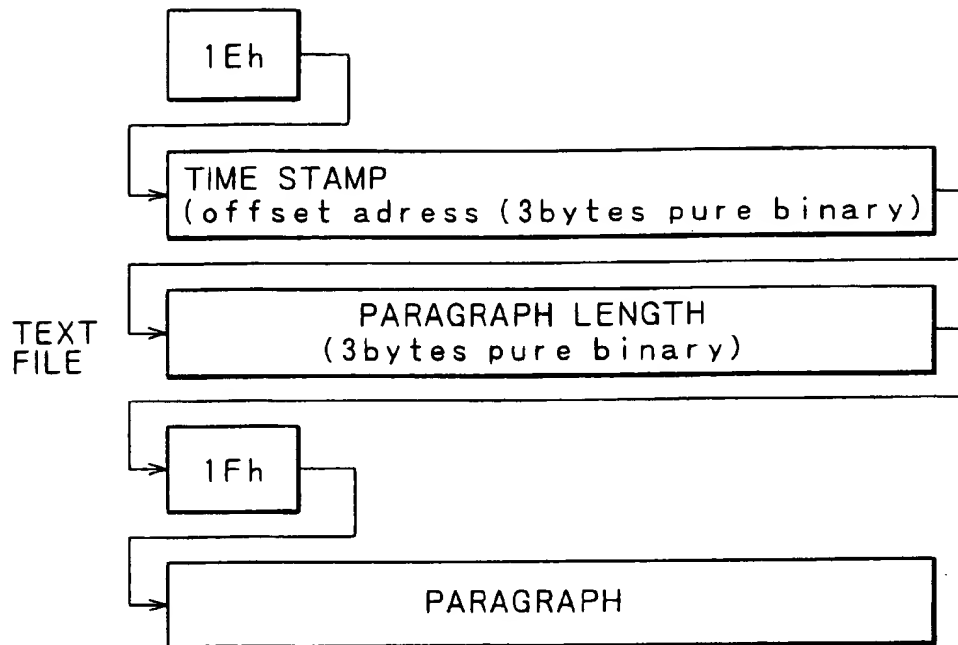 1Eh
TIME STAMP
(offset adress (3bytes pure binary)
TEXT
FILE
PARAGRAPH LENGTH
(3bytes pure binary)
1Fh
PARAGRAPH